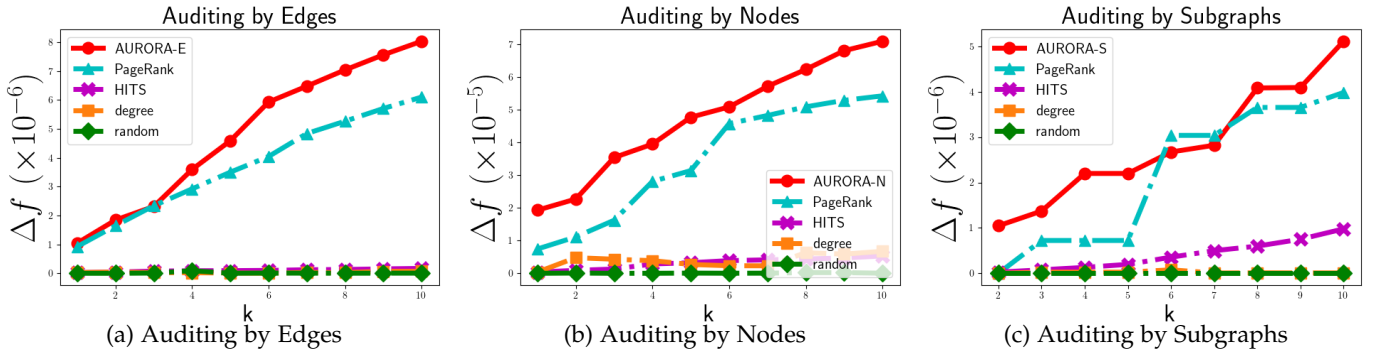 Auditing by Edges
Δf (×10⁻⁶)
8
7
6
5
4
3
2
1
0
AURORA-E
PageRank
HITS
degree
random
2 4 6 8 10
k
(a) Auditing by Edges
Auditing by Nodes
Δf (×10⁻⁵)
7
6
5
4
3
2
1
0
AURORA-N
PageRank
HITS
degree
random
2 4 6 8 10
k
(b) Auditing by Nodes
Auditing by Subgraphs
Δf (×10⁻⁶)
5
4
3
2
1
0
AURORA-S
PageRank
HITS
degree
random
2 3 4 5 6 7 8 9 10
k
(c) Auditing by Subgraphs